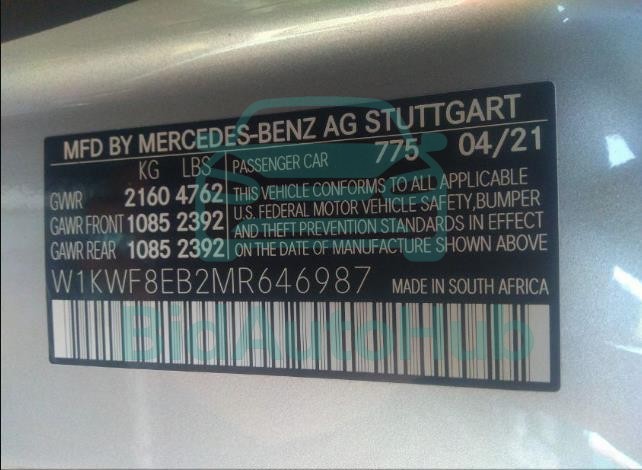 MFD BY MERCEDES-BENZ AG STUTTGART
KG LBS PASSENGER CAR 775 04/21
GVWR 2160 4762 THIS VEHICLE CONFORMS TO ALL APPLICABLE
GAWR FRONT 1085 2392 U.S. FEDERAL MOTOR VEHICLE SAFETY, BUMPER
AND THEFT PREVENTION STANDARDS IN EFFECT
GAWR REAR 1085 2392 ON THE DATE OF MANUFACTURE SHOWN ABOVE
W1KWF8EB2MR646987 MADE IN SOUTH AFRICA
BidAutoHub